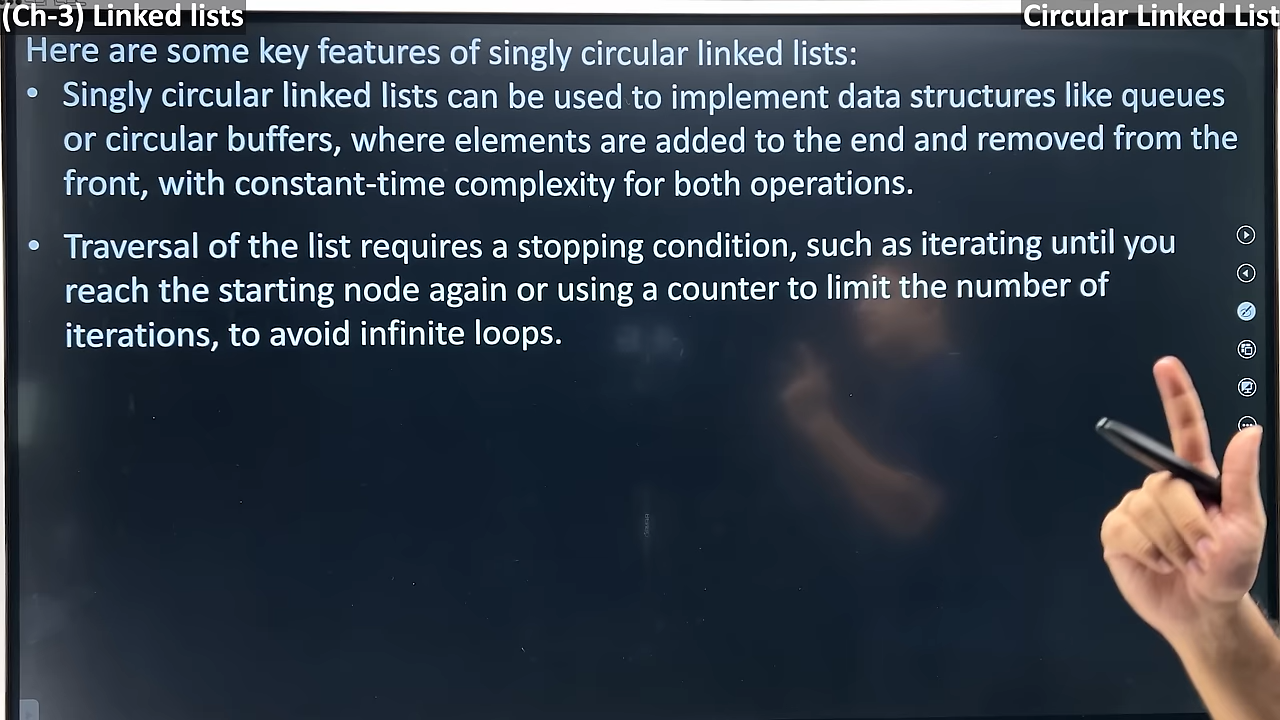 (Ch-3) Linked lists
Circular Linked List
Here are some key features of singly circular linked lists:
• Singly circular linked lists can be used to implement data structures like queues
or circular buffers, where elements are added to the end and removed from the
front, with constant-time complexity for both operations.
• Traversal of the list requires a stopping condition, such as iterating until you
reach the starting node again or using a counter to limit the number of
iterations, to avoid infinite loops.